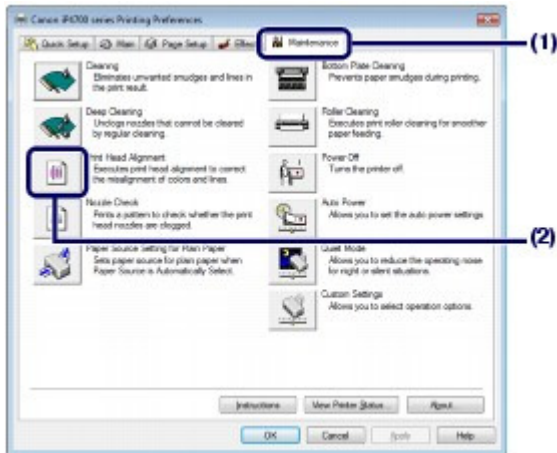 Canon iP4700 series Printing Preferences
Quick Setup Main Page Setup Effects Maintenance
(1)
Cleaning
Eliminates unwanted smudges and lines in
the print result.
Bottom Plate Cleaning
Prevents paper smudges during printing.
Deep Cleaning
Unclogs nozzles that cannot be cleared
by regular cleaning.
Roller Cleaning
Executes print roller cleaning for smoother
paper feeding.
Print Head Alignment
Executes print head alignment to correct
the misalignment of colors and lines.
Power Off
Turns the printer off.
Nozzle Check
Prints a pattern to check whether the print
head nozzles are clogged.
Auto Power
Allows you to set the auto power settings
(2)
Paper Source Setting for Plain Paper
Sets paper source for plain paper when
Paper Source is Automatically Select.
Quiet Mode
Allows you to reduce the operating noise
for night or silent situations.
Custom Settings
Allows you to select operation options.
Instructions View Printer Status... About...
OK Cancel Apply Help